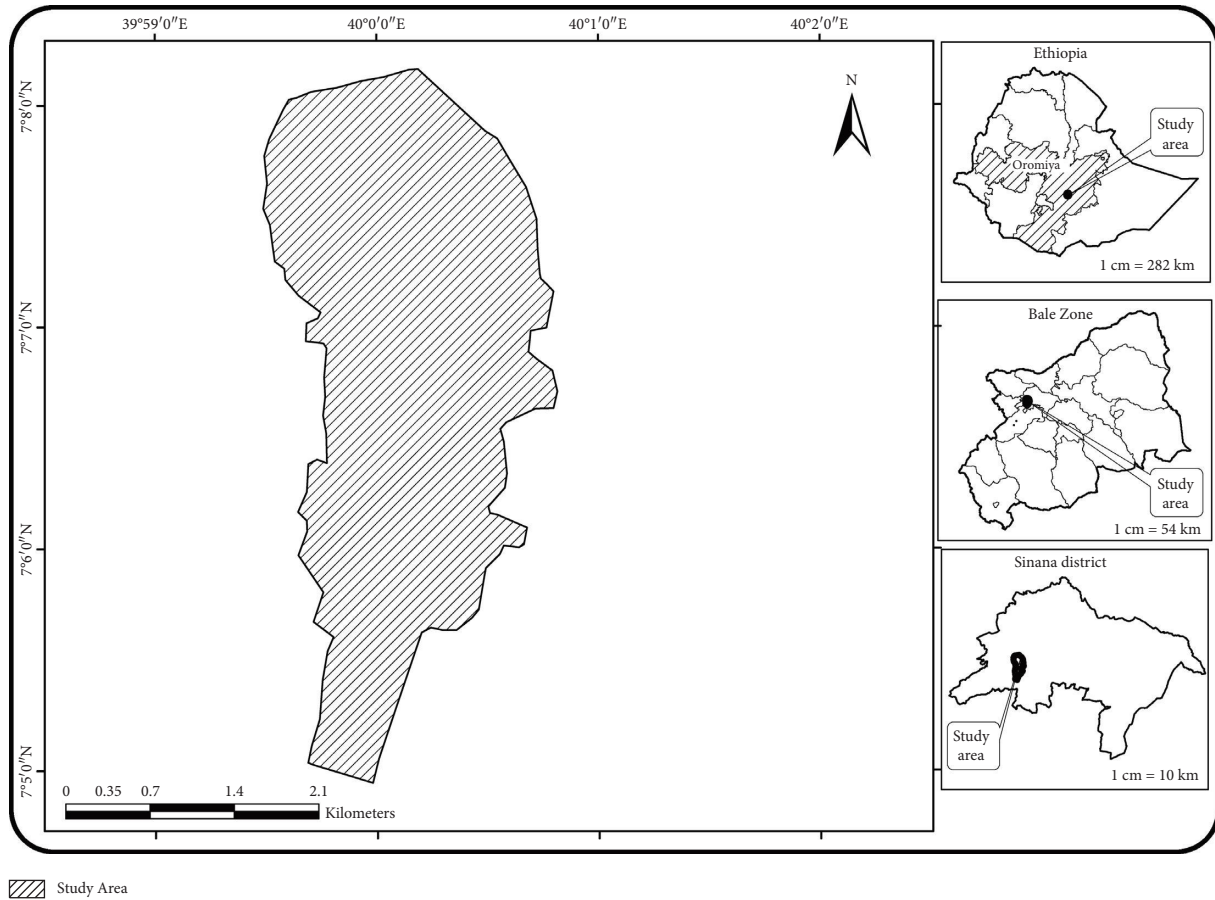 39°59′0″E
40°0′0″E
40°1′0″E
40°2′0″E
7°8′0″N
7°7′0″N
7°6′0″N
7°5′0″N
N
0
0.35
0.7
1.4
2.1
Kilometers
Ethiopia
Study
area
Oromiya
1 cm = 282 km
Bale Zone
Study
area
1 cm = 54 km
Sinana district
Study
area
1 cm = 10 km
Study Area